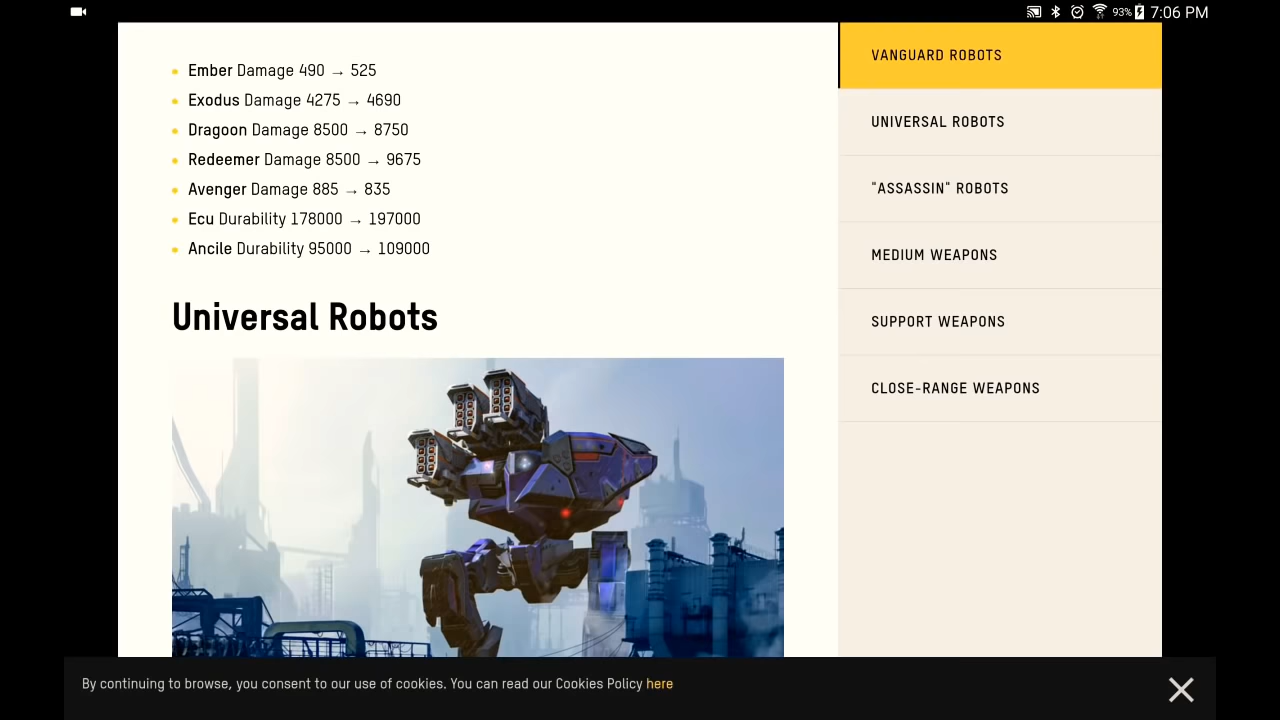 93% 7:06 PM
Ember Damage 490 → 525
Exodus Damage 4275 → 4690
Dragoon Damage 8500 → 8750
Redeemer Damage 8500 → 9675
Avenger Damage 885 → 835
Ecu Durability 178000 → 197000
Ancile Durability 95000 → 109000
Universal Robots
VANGUARD ROBOTS
UNIVERSAL ROBOTS
"ASSASSIN" ROBOTS
MEDIUM WEAPONS
SUPPORT WEAPONS
CLOSE-RANGE WEAPONS
By continuing to browse, you consent to our use of cookies. You can read our Cookies Policy here